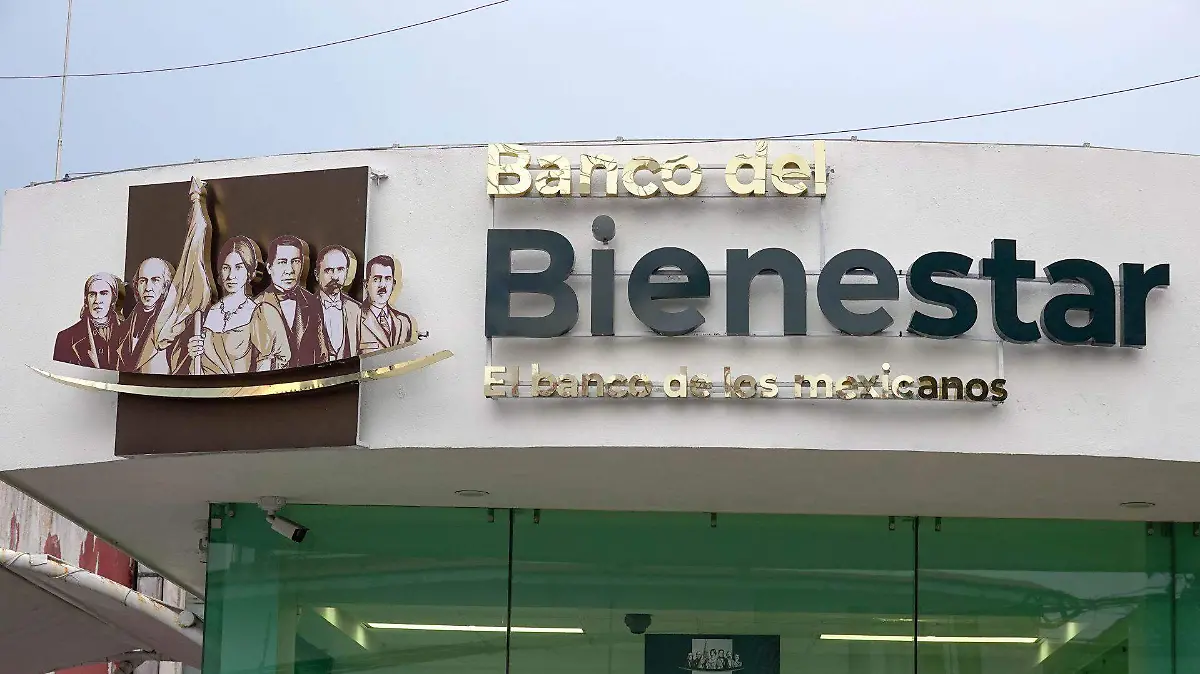 Banco del
Bienestar
El banco de los mexicanos